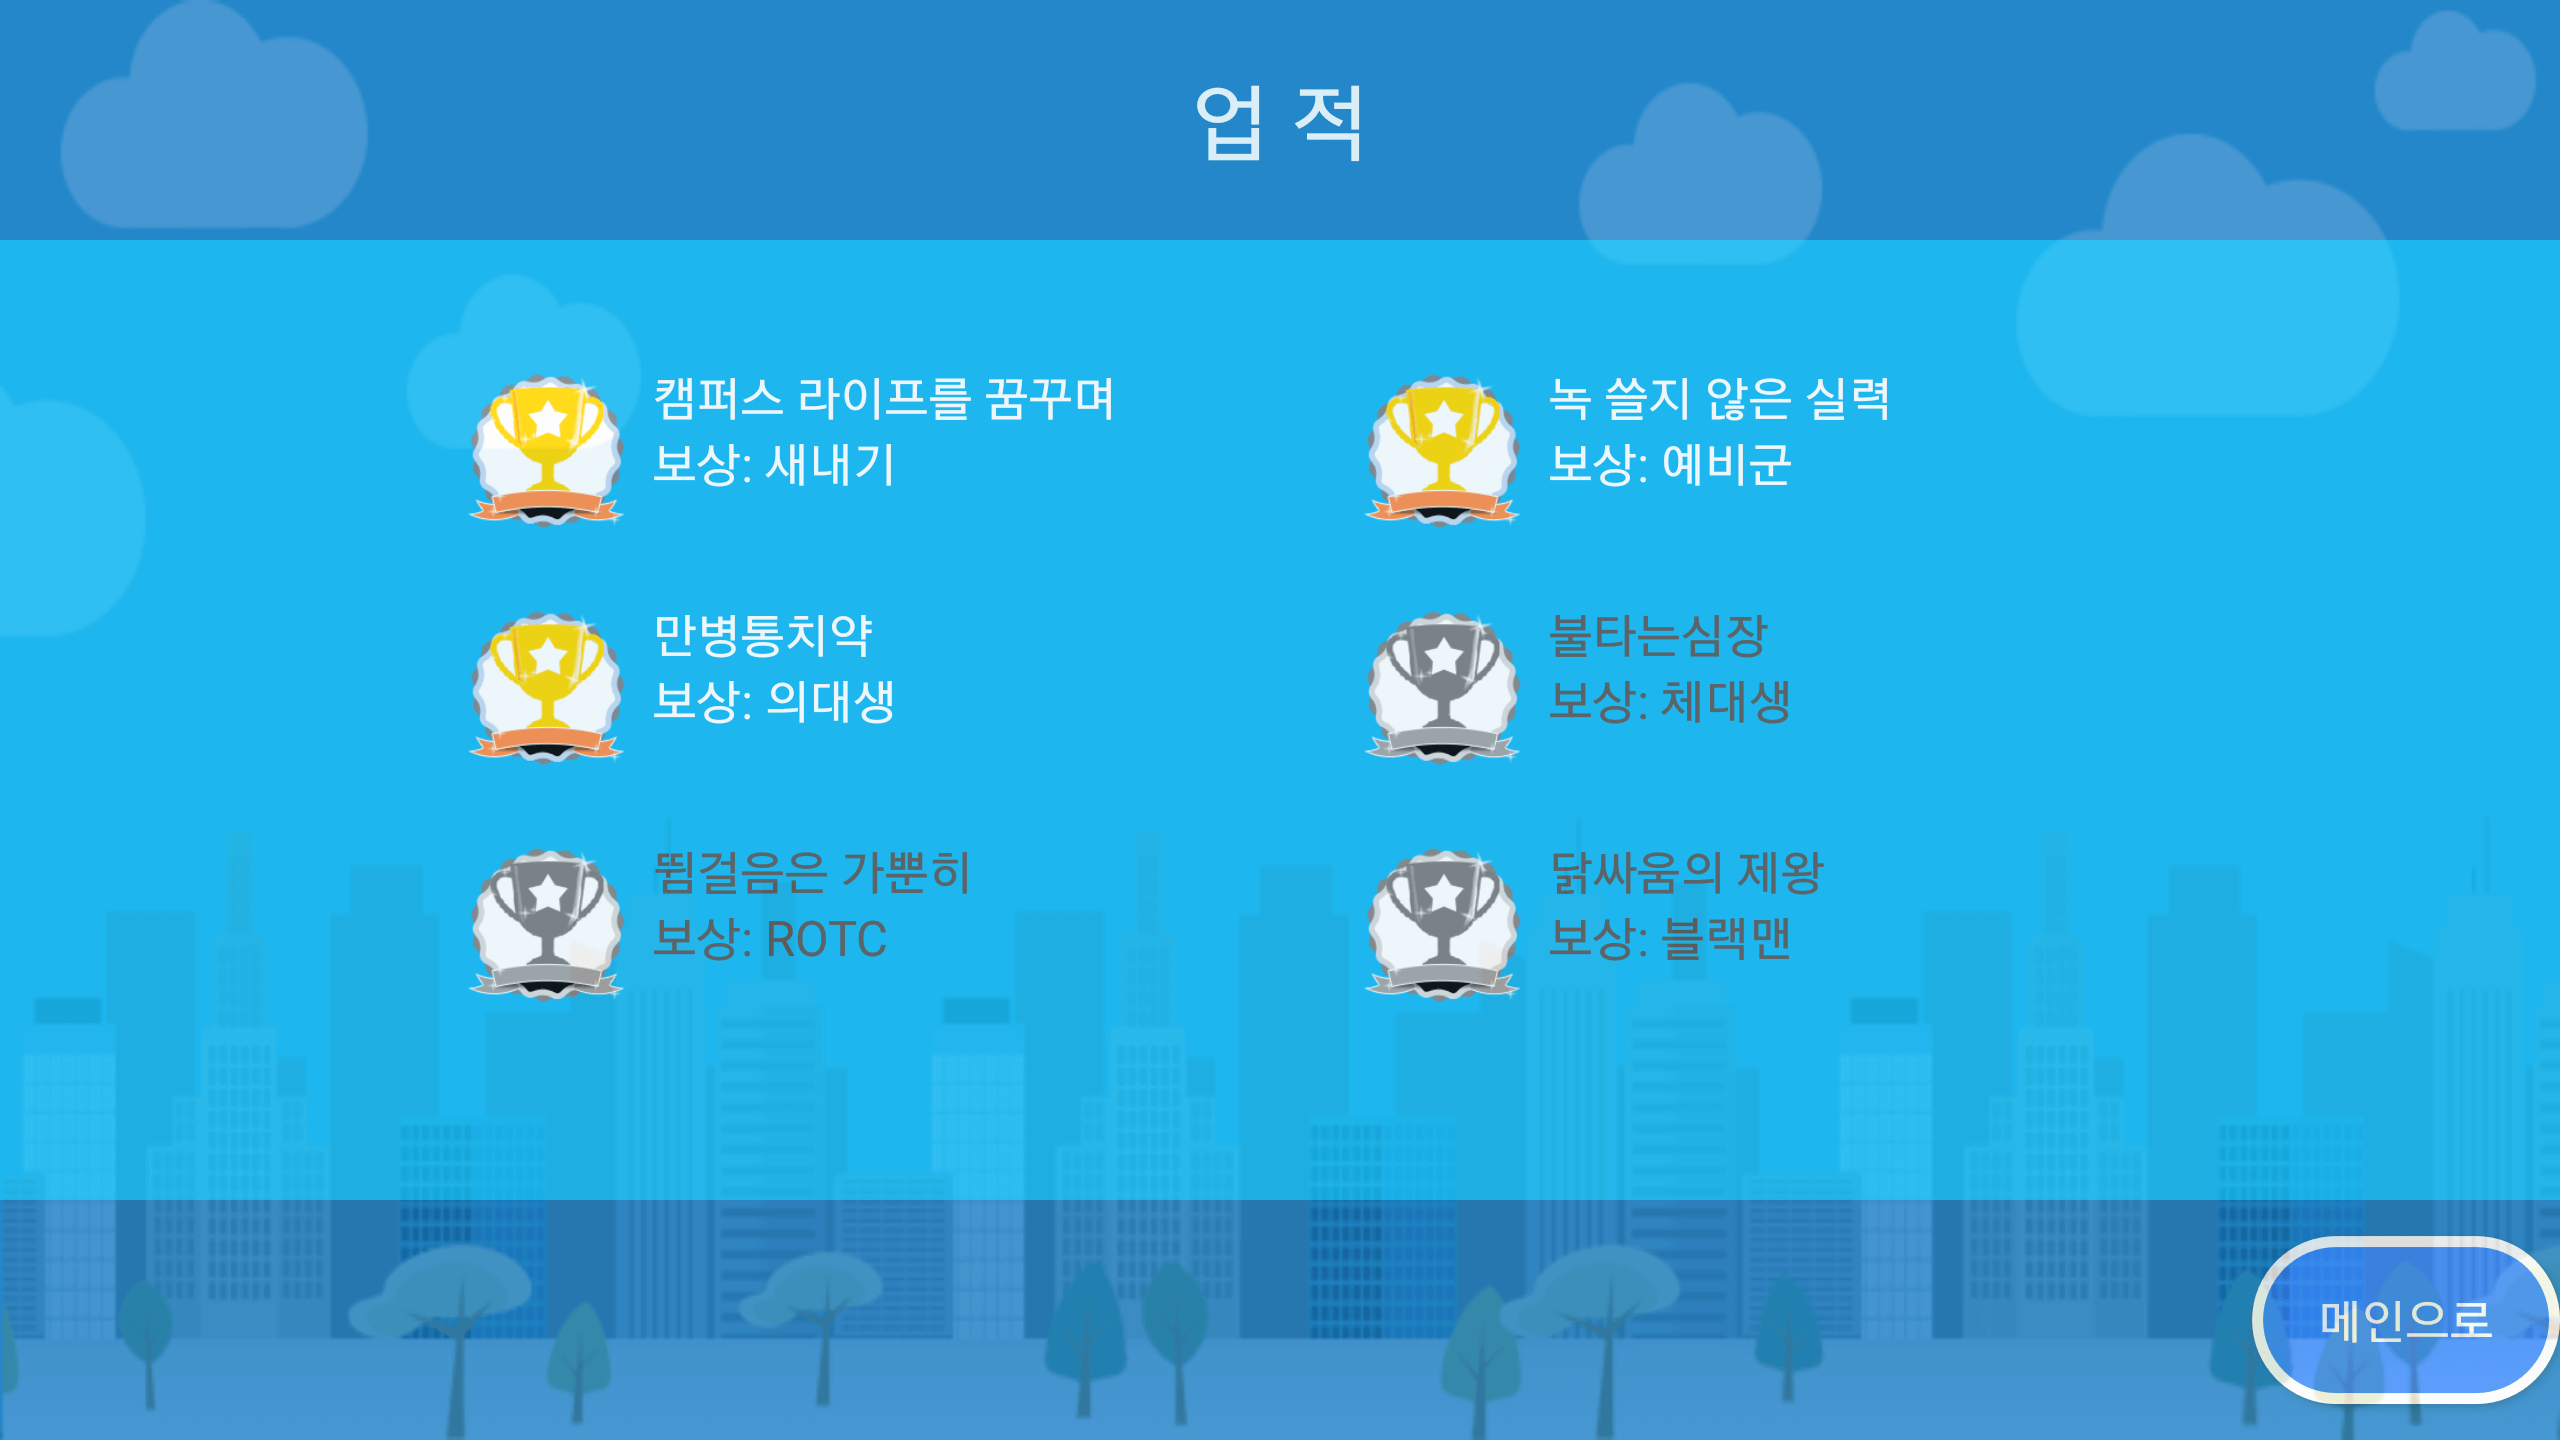 업 적
캠퍼스 라이프를 꿈꾸며
보상: 새내기
녹 쓸지 않은 실력
보상: 예비군
만병통치약
보상: 의대생
불타는심장
보상: 체대생
뜀걸음은 가뿐히
보상: ROTC
닭싸움의 제왕
보상: 블랙맨
메인으로